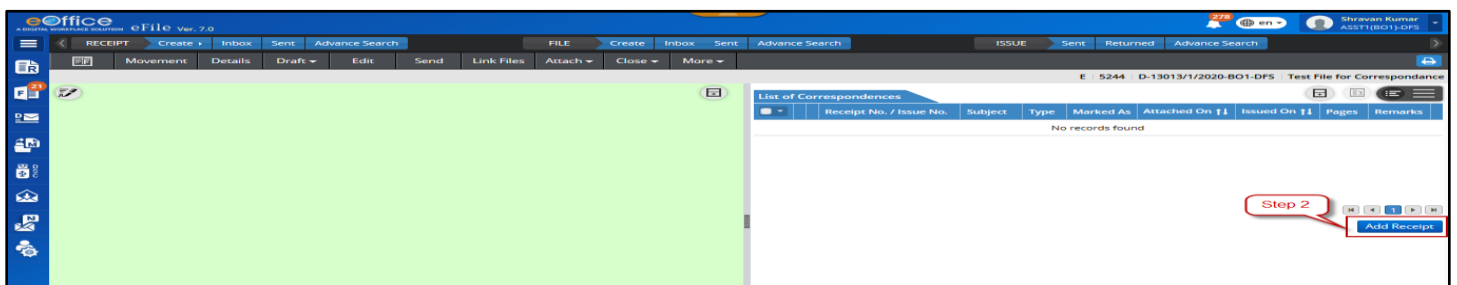 eOffice
A DIGITAL WORKPLACE SOLUTION
eFile Ver. 7.0
278
en
Shravan Kumar
ASST1(BO1)-DFS
RECEIPT Create Inbox Sent Advance Search FILE Create Inbox Sent Advance Search ISSUE Sent Returned Advance Search
Movement Details Draft Edit Send Link Files Attach Close More
E 5244 D-13013/1/2020-BO1-DFS Test File for Correspondance
21
List of Correspondences
Receipt No. / Issue No. Subject Type Marked As Attached On Issued On Pages Remarks
No records found
Step 2
1
Add Receipt